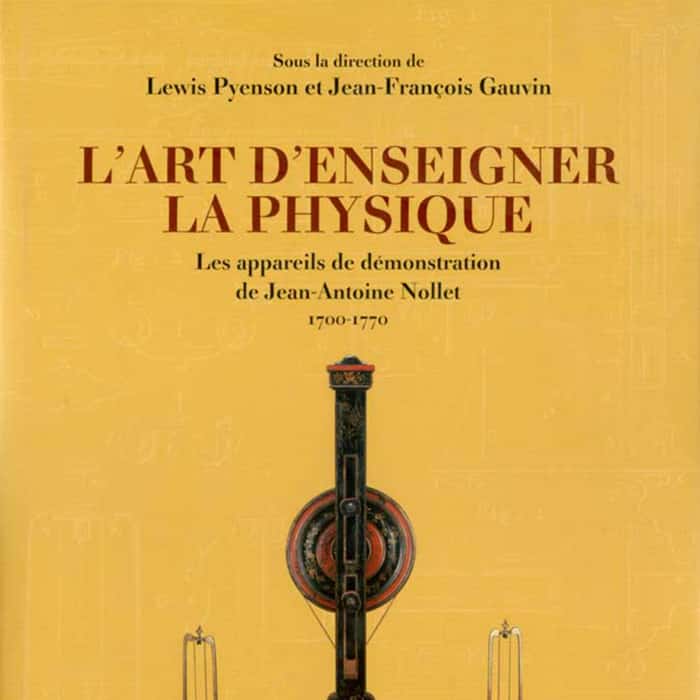 Sous la direction de
Lewis Pyenson et Jean-François Gauvin
L'ART D'ENSEIGNER
LA PHYSIQUE
Les appareils de démonstration
de Jean-Antoine Nollet
1700-1770